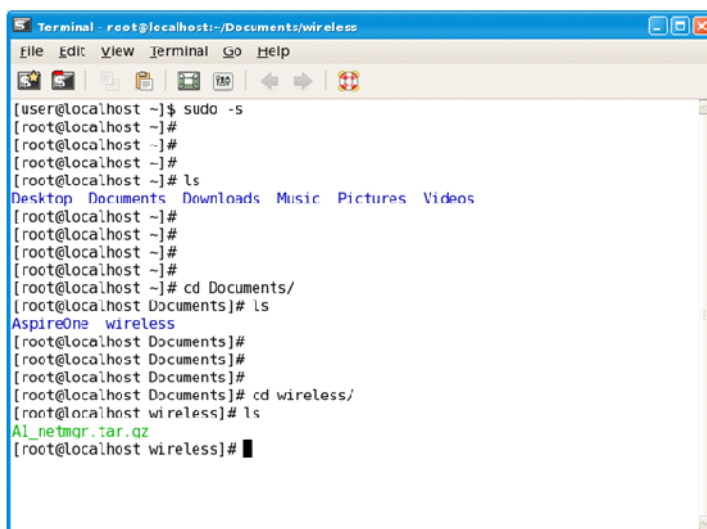 Terminal - root@localhost:~/Documents/wireless
File Edit View Terminal Go Help
[user@localhost ~]$ sudo -s
[root@localhost ~]#
[root@localhost ~]#
[root@localhost ~]#
[root@localhost ~]# ls
Desktop Documents Downloads Music Pictures Videos
[root@localhost ~]#
[root@localhost ~]#
[root@localhost ~]#
[root@localhost ~]#
[root@localhost ~]# cd Documents/
[root@localhost Documents]# ls
AspireOne wireless
[root@localhost Documents]#
[root@localhost Documents]#
[root@localhost Documents]#
[root@localhost Documents]# cd wireless/
[root@localhost wireless]# ls
A1_netmgr.tar.gz
[root@localhost wireless]#